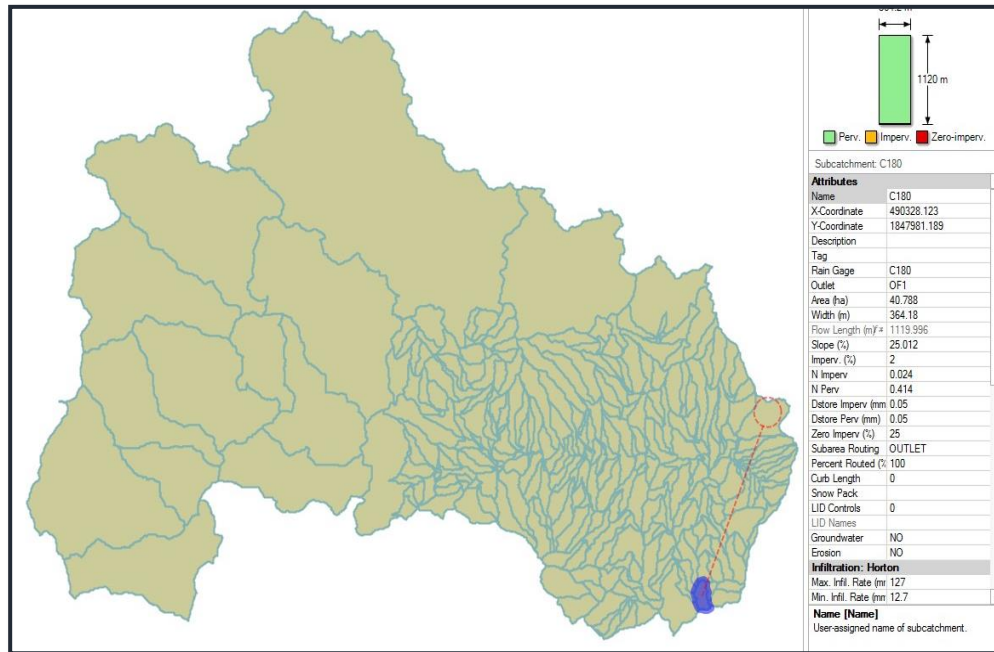 1120 m
Perv. Imperv. Zero-imperv.
Subcatchment: C180
Attributes
Name C180
X-Coordinate 490328.123
Y-Coordinate 1847981.189
Description
Tag
Rain Gage C180
Outlet OF1
Area (ha) 40.788
Width (m) 364.18
Flow Length (m) 1119.996
Slope (%) 25.012
Imperv. (%) 2
N Imperv 0.024
N Perv 0.414
Dstore Imperv (mm 0.05
Dstore Perv (mm) 0.05
Zero Imperv (%) 25
Subarea Routing OUTLET
Percent Routed (% 100
Curb Length 0
Snow Pack
LID Controls 0
LID Names
Groundwater NO
Erosion NO
Infiltration: Horton
Max. Infil. Rate (mr 127
Min. Infil. Rate (mm 12.7
Name [Name]
User-assigned name of subcatchment.